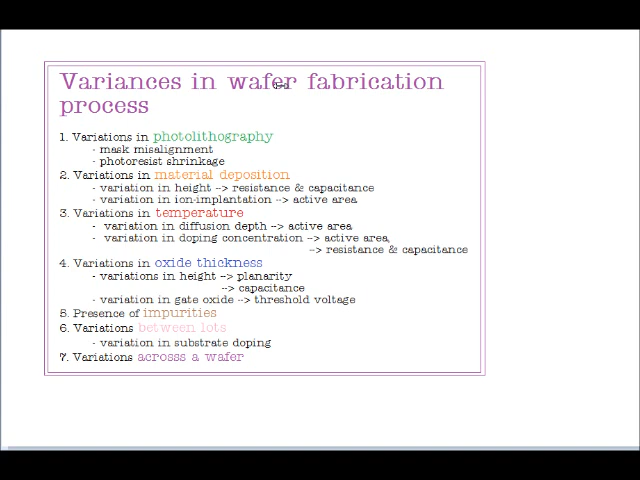 Variances in wafer fabrication
process
1. Variations in photolithography
- mask misalignment
- photoresist shrinkage
2. Variations in material deposition
- variation in height --> resistance & capacitance
- variation in ion-implantation --> active area
3. Variations in temperature
- variation in diffusion depth --> active area
- variation in doping concentration --> active area,
--> resistance & capacitance
4. Variations in oxide thickness
- variations in height --> planarity
--> capacitance
- variation in gate oxide --> threshold voltage
5. Presence of impurities
6. Variations between lots
- variation in substrate doping
7. Variations acrosss a wafer